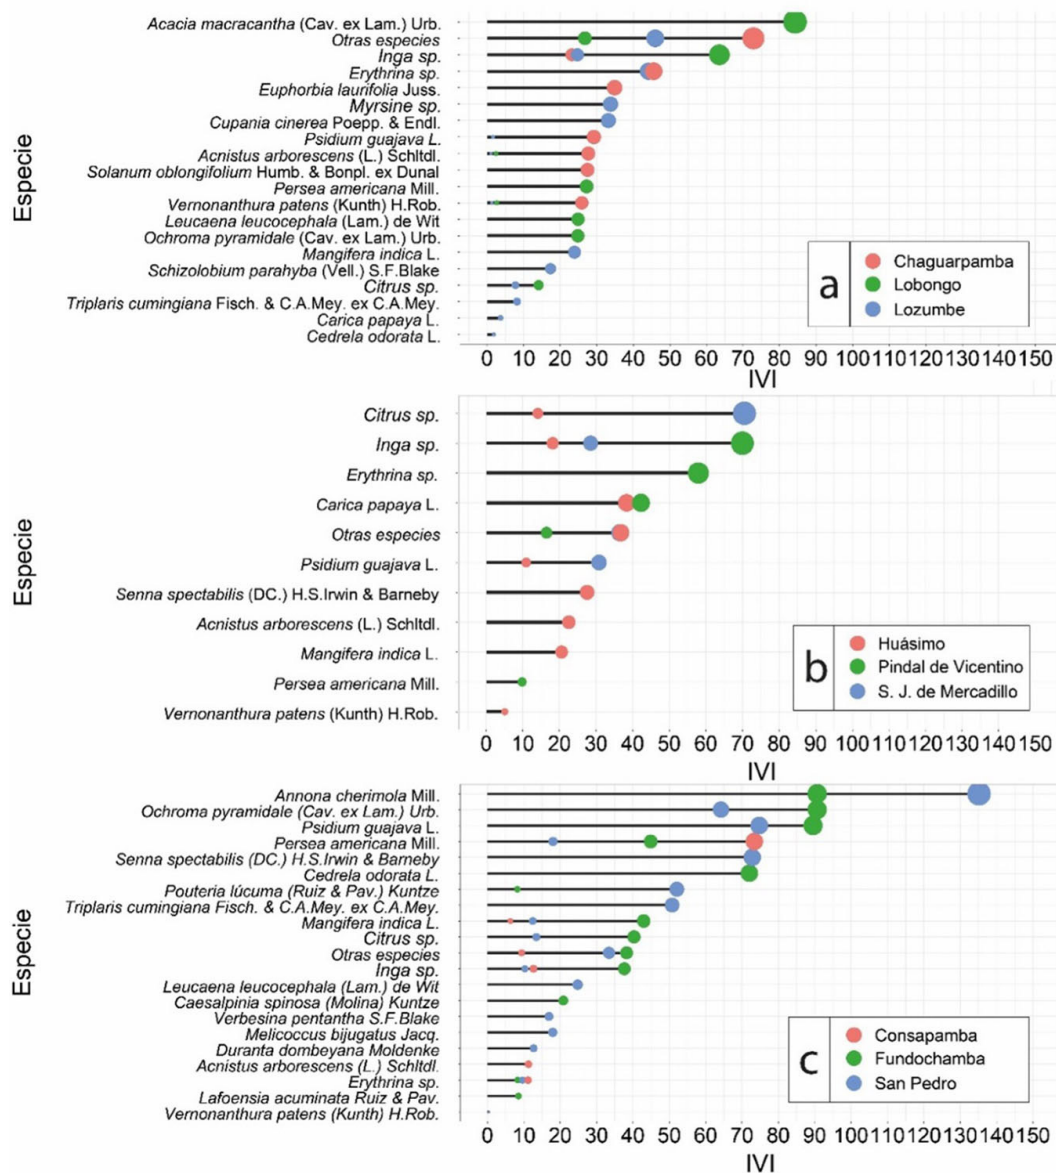 Especie
Acacia macracantha (Cav. ex Lam.) Urb.
Otras especies
Inga sp.
Erythrina sp.
Euphorbia laurifolia Juss.
Myrsine sp.
Cupania cinerea Poepp. & Endl.
Psidium guajava L.
Acnistus arborescens (L.) Schltdl.
Solanum oblongifolium Humb. & Bonpl. ex Dunal
Persea americana Mill.
Vernonanthura patens (Kunth) H.Rob.
Leucaena leucocephala (Lam.) de Wit
Ochroma pyramidale (Cav. ex Lam.) Urb.
Mangifera indica L.
Schizolobium parahyba (Vell.) S.F.Blake
Citrus sp.
Triplaris cumingiana Fisch. & C.A.Mey. ex C.A.Mey.
Carica papaya L.
Cedrela odorata L.
a
Chaguarpamba
Lobongo
Lozumbe
0 10 20 30 40 50 60 70 80 90 100 110 120 130 140 150
IVI
Especie
Citrus sp.
Inga sp.
Erythrina sp.
Carica papaya L.
Otras especies
Psidium guajava L.
Senna spectabilis (DC.) H.S.Irwin & Barneby
Acnistus arborescens (L.) Schltdl.
Mangifera indica L.
Persea americana Mill.
Vernonanthura patens (Kunth) H.Rob.
b
Huásimo
Pindal de Vicentino
S. J. de Mercadillo
0 10 20 30 40 50 60 70 80 90 100 110 120 130 140 150
IVI
Especie
Annona cherimola Mill.
Ochroma pyramidale (Cav. ex Lam.) Urb.
Psidium guajava L.
Persea americana Mill.
Senna spectabilis (DC.) H.S.Irwin & Barneby
Cedrela odorata L.
Pouteria lúcuma (Ruiz & Pav.) Kuntze
Triplaris cumingiana Fisch. & C.A.Mey. ex C.A.Mey.
Mangifera indica L.
Citrus sp.
Otras especies
Inga sp.
Leucaena leucocephala (Lam.) de Wit
Caesalpinia spinosa (Molina) Kuntze
Verbesina pentantha S.F.Blake
Melicoccus bijugatus Jacq.
Duranta dombeyana Moldenke
Acnistus arborescens (L.) Schltdl.
Erythrina sp.
Lafoensia acuminata Ruiz & Pav.
Vernonanthura patens (Kunth) H.Rob.
c
Consapamba
Fundochamba
San Pedro
0 10 20 30 40 50 60 70 80 90 100 110 120 130 140 150
IVI